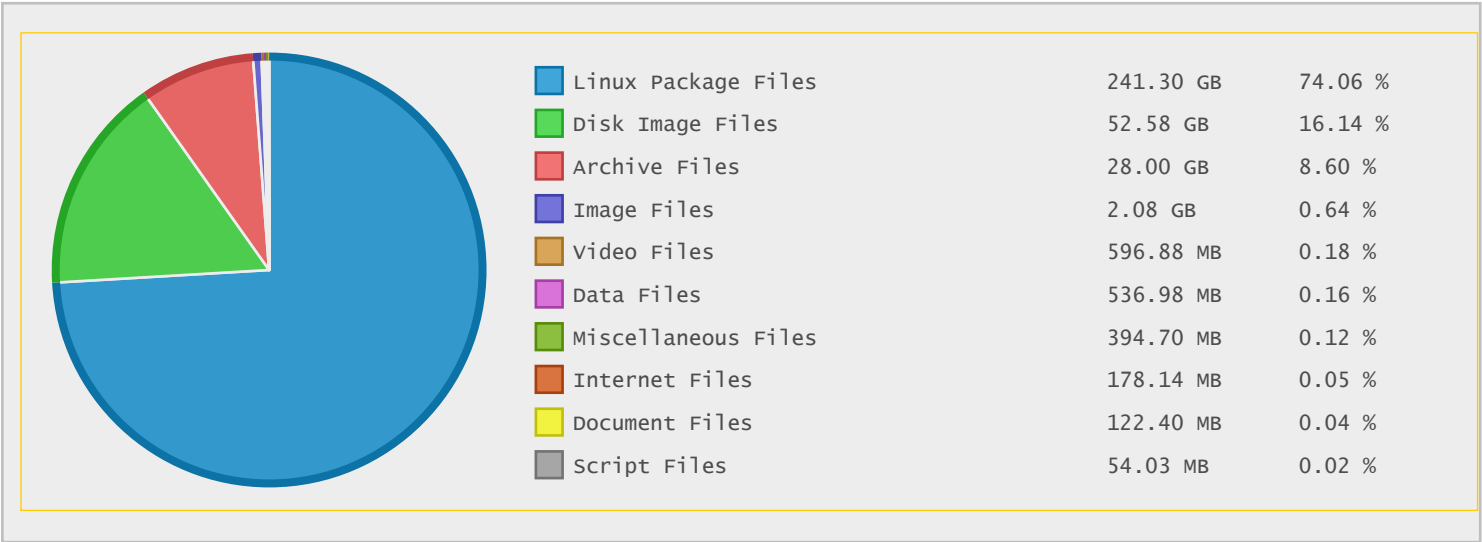 Linux Package Files 241.30 GB 74.06 %
Disk Image Files 52.58 GB 16.14 %
Archive Files 28.00 GB 8.60 %
Image Files 2.08 GB 0.64 %
Video Files 596.88 MB 0.18 %
Data Files 536.98 MB 0.16 %
Miscellaneous Files 394.70 MB 0.12 %
Internet Files 178.14 MB 0.05 %
Document Files 122.40 MB 0.04 %
Script Files 54.03 MB 0.02 %